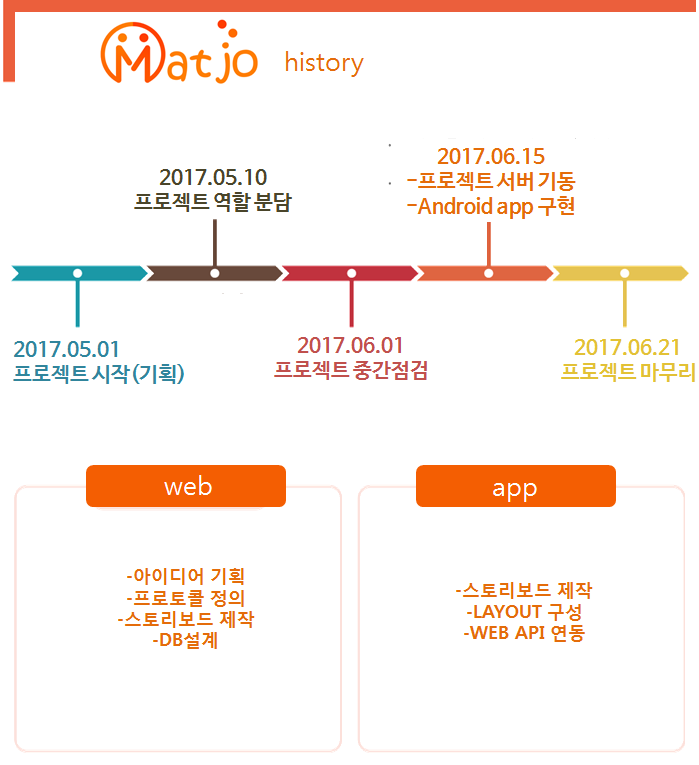 Matjo history
2017.05.10
프로젝트 역할 분담
2017.06.15
-프로젝트 서버 기동
-Android app 구현
2017.05.01
프로젝트 시작(기획)
2017.06.01
프로젝트 중간점검
2017.06.21
프로젝트 마무리
web
-아이디어 기획
-프로토콜 정의
-스토리보드 제작
-DB설계
app
-스토리보드 제작
-LAYOUT 구성
-WEB API 연동